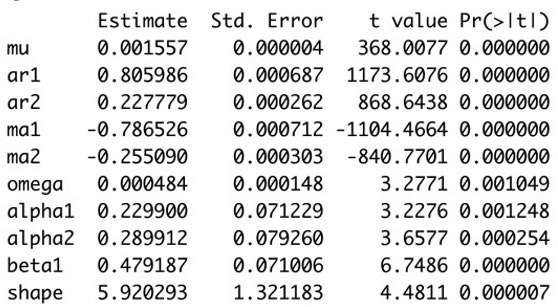 Estimate Std. Error t value Pr(>|t|)
mu 0.001557 0.000004 368.0077 0.000000
ar1 0.805986 0.000687 1173.6076 0.000000
ar2 0.227779 0.000262 868.6438 0.000000
ma1 -0.786526 0.000712 -1104.4664 0.000000
ma2 -0.255090 0.000303 -840.7701 0.000000
omega 0.000484 0.000148 3.2771 0.001049
alpha1 0.229900 0.071229 3.2276 0.001248
alpha2 0.289912 0.079260 3.6577 0.000254
beta1 0.479187 0.071006 6.7486 0.000000
shape 5.920293 1.321183 4.4811 0.000007